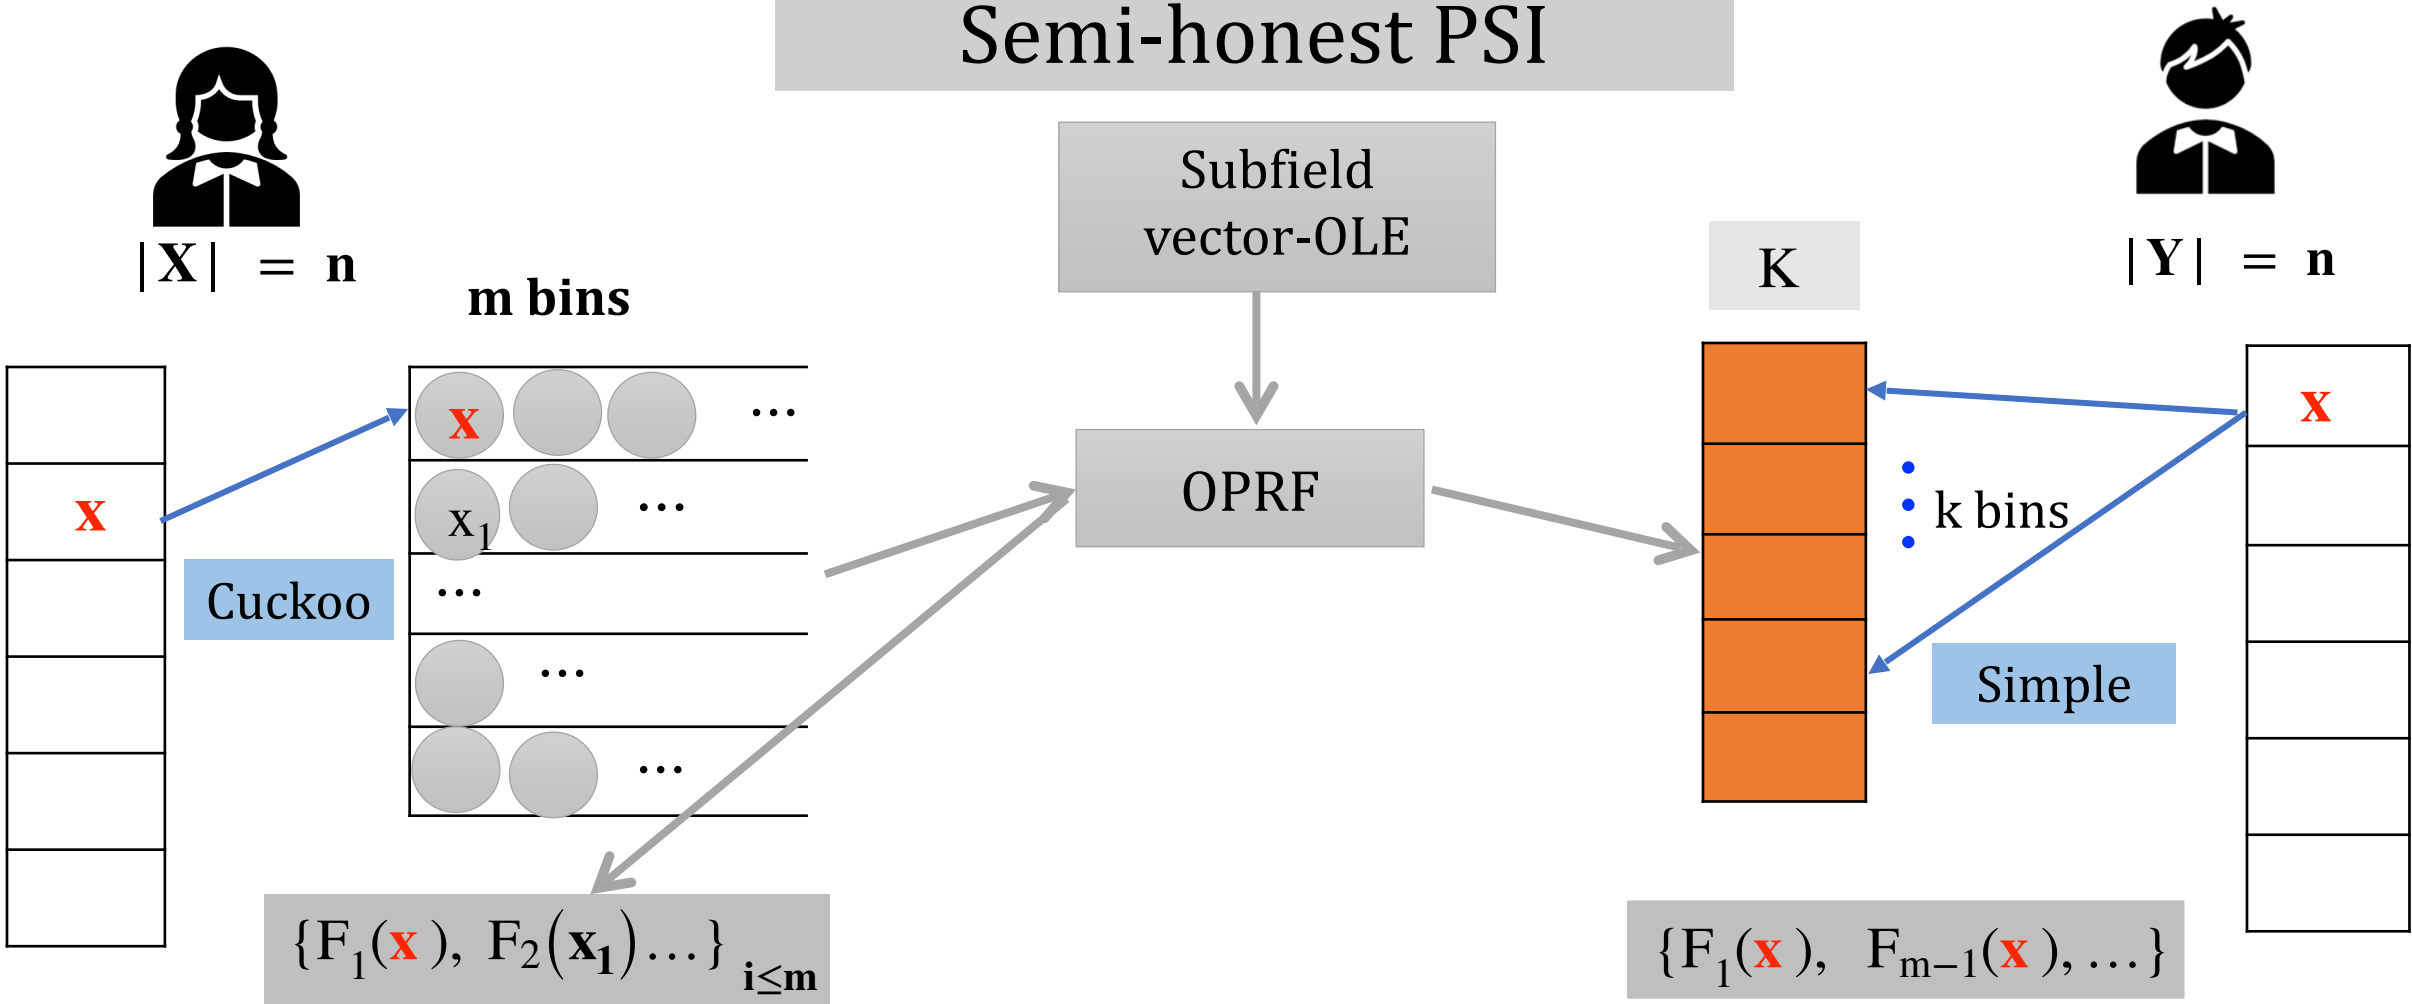 Semi-honest PSI
Subfield
vector-OLE
|X| = n
m bins
K
|Y| = n
x
x
...
x
x₁
...
OPRF
k bins
x
Cuckoo
...
Simple
...
...
{F₁(x), F₂(x₁)...} i≤m
{F₁(x), Fₘ₋₁(x), ...}